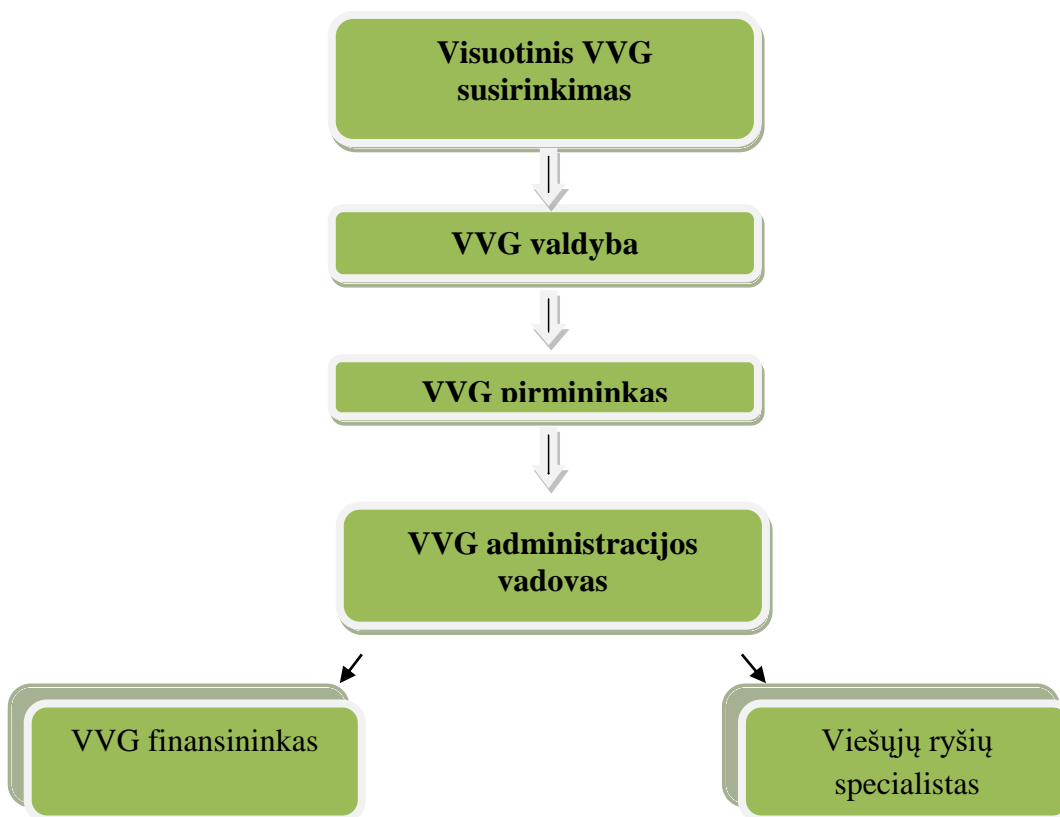 Visuotinis VVG
susirinkimas
VVG valdyba
VVG pirmininkas
VVG administracijos
vadovas
VVG finansininkas
Viešųjų ryšių
specialistas